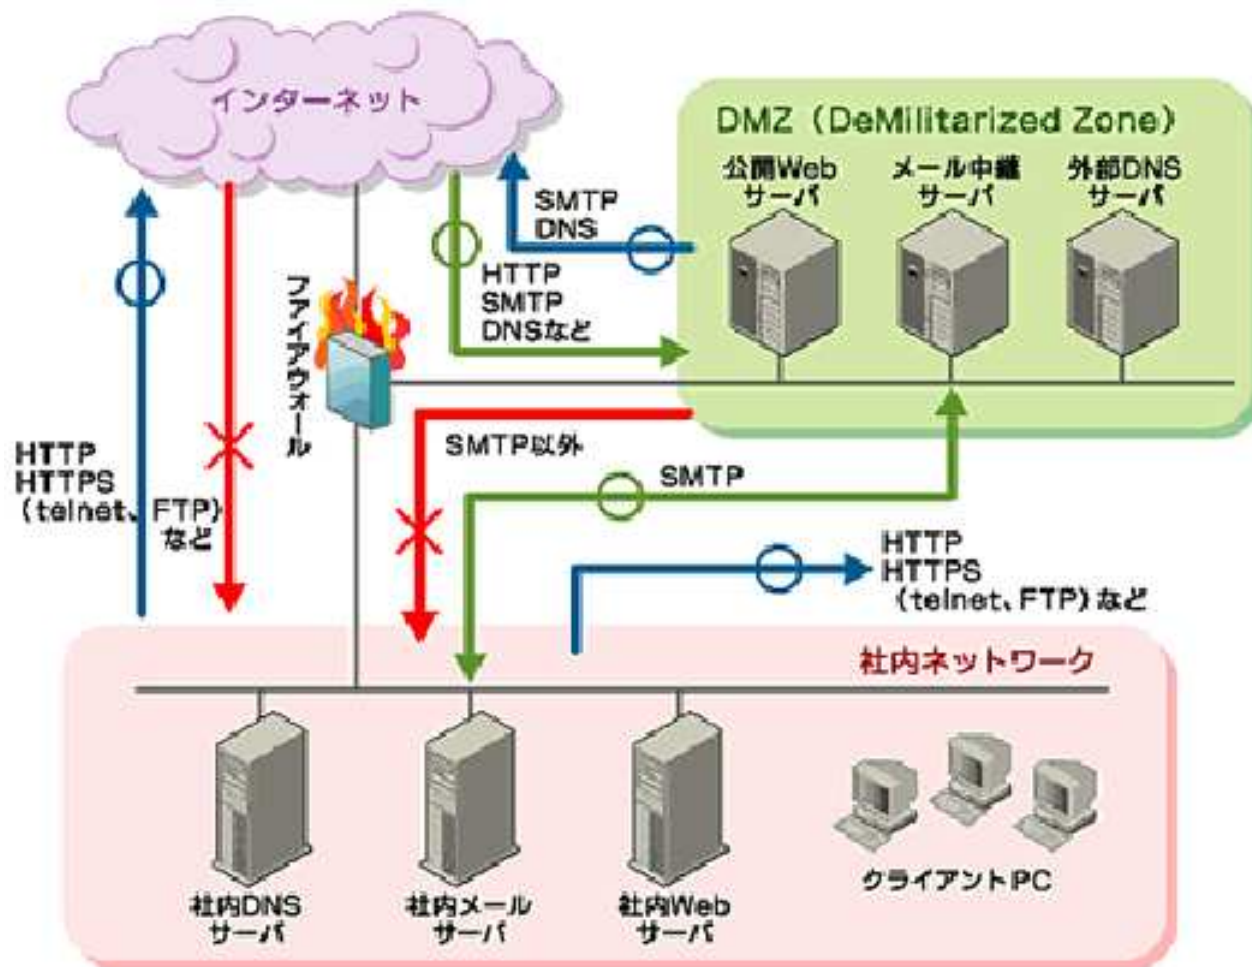 インターネット
DMZ（DeMilitarized Zone）
公開Web
サーバ
メール中継
サーバ
外部DNS
サーバ
SMTP
DNS
HTTP
SMTP
DNSなど
ファイアウォール
SMTP以外
SMTP
HTTP
HTTPS
（telnet、FTP）
など
HTTP
HTTPS
（telnet、FTP）など
社内ネットワーク
社内DNS
サーバ
社内メール
サーバ
社内Web
サーバ
クライアントPC